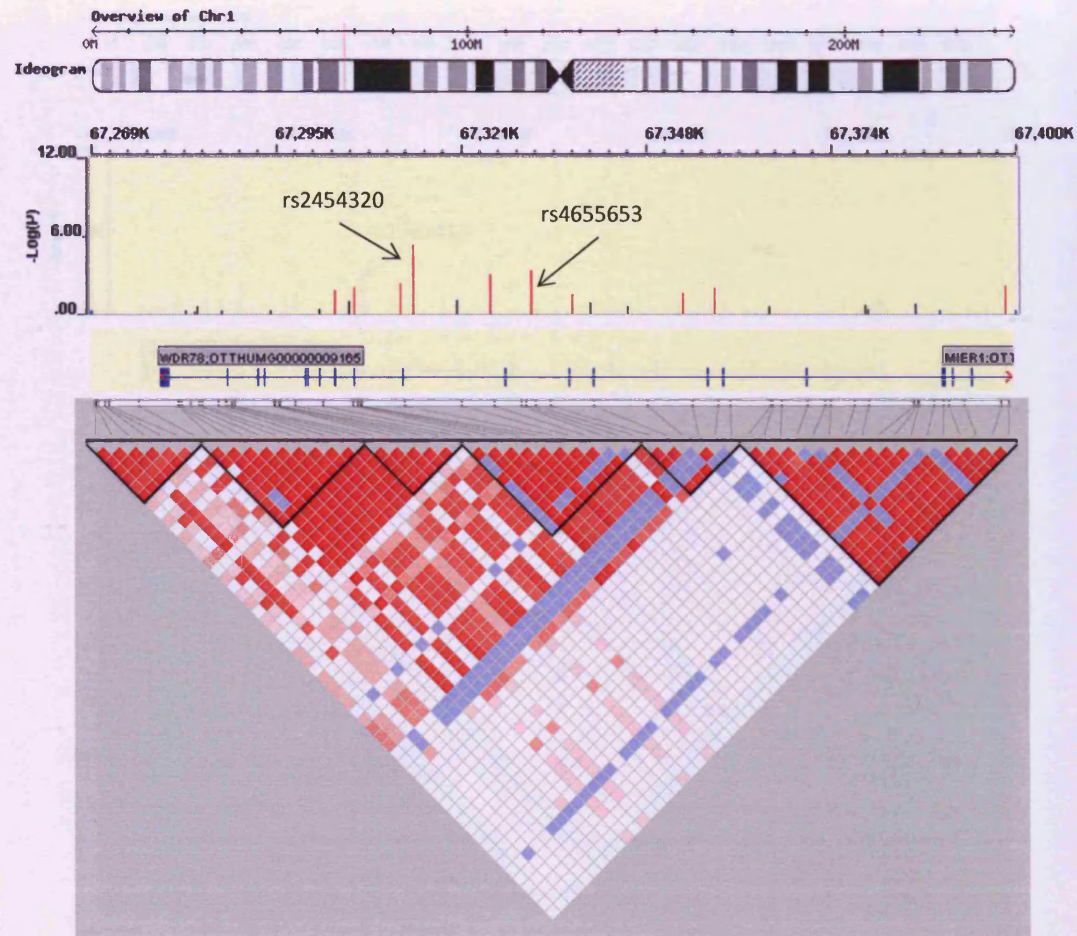 Overview of Chr1
0M 100M 200M
Ideogram
67,269K 67,295K 67,321K 67,348K 67,374K 67,400K
12.00
rs2454320
rs4655653
6.00
-Log(P)
.00
WDR78:OTTHUMG00000009165 MIER1:OTT